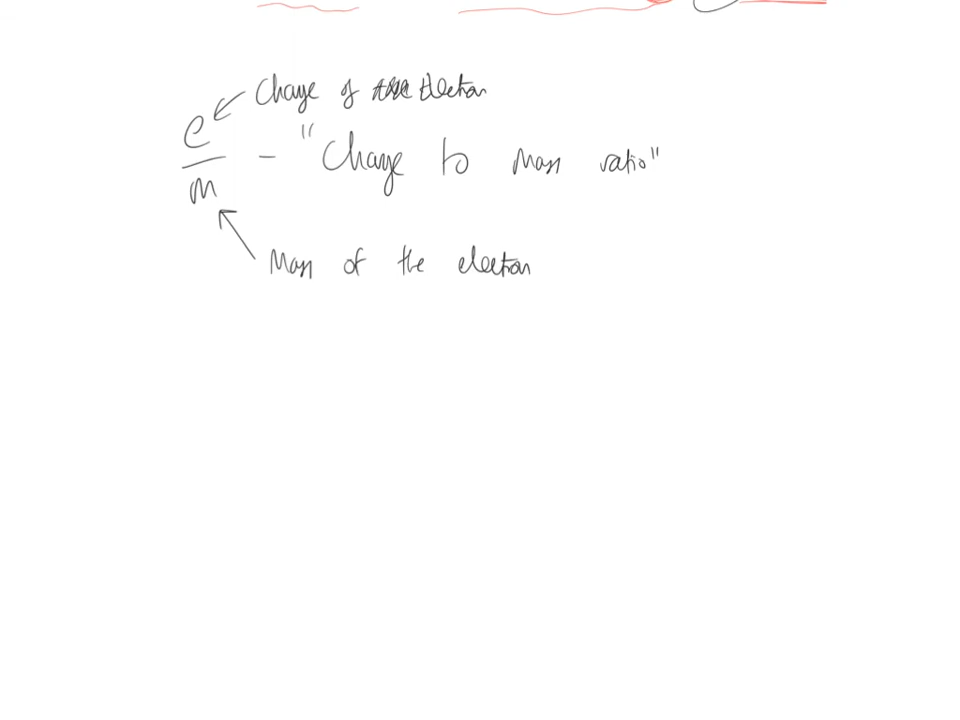 Charge of the Electron
e
— - "Charge to Mass ratio"
m
Mass of the electron